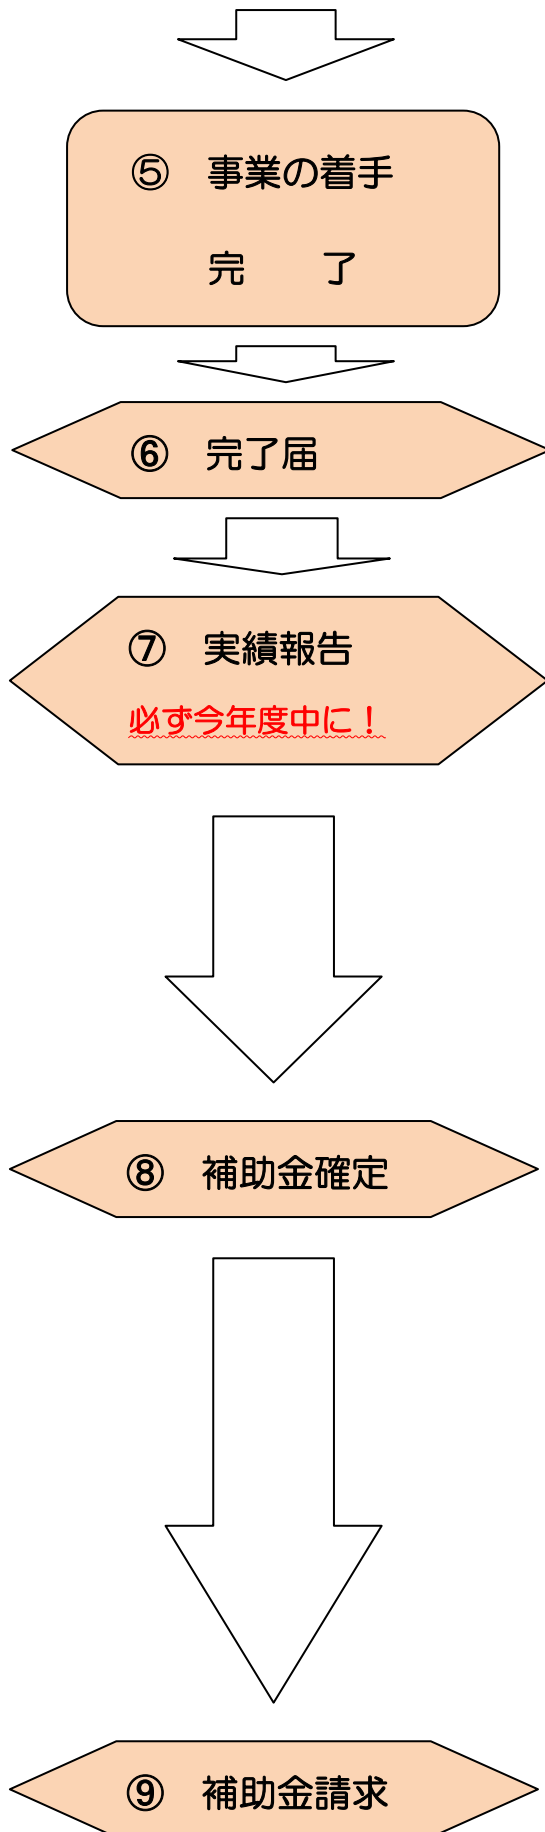 ⑤　事業の着手
完　　了
⑥　完了届
⑦　実績報告
必ず今年度中に！
⑧　補助金確定
⑨　補助金請求